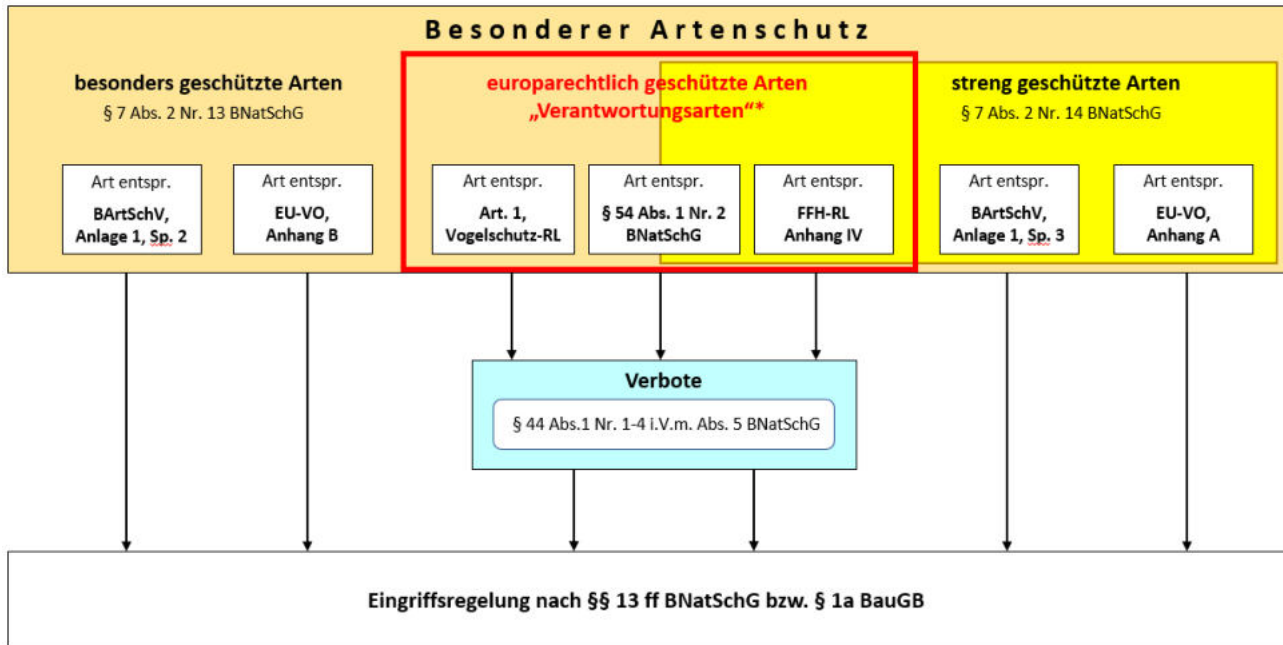 Besonderer Artenschutz
besonders geschützte Arten
§ 7 Abs. 2 Nr. 13 BNatSchG
europarechtlich geschützte Arten
„Verantwortungsarten“*
streng geschützte Arten
§ 7 Abs. 2 Nr. 14 BNatSchG
Art entspr.
BArtSchV,
Anlage 1, Sp. 2
Art entspr.
EU-VO,
Anhang B
Art entspr.
Art. 1,
Vogelschutz-RL
Art entspr.
§ 54 Abs. 1 Nr. 2
BNatSchG
Art entspr.
FFH-RL
Anhang IV
Art entspr.
BArtSchV,
Anlage 1, Sp. 3
Art entspr.
EU-VO,
Anhang A
Verbote
§ 44 Abs.1 Nr. 1-4 i.V.m. Abs. 5 BNatSchG
Eingriffsregelung nach §§ 13 ff BNatSchG bzw. § 1a BauGB